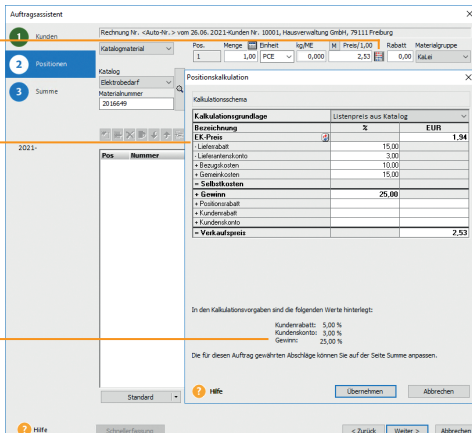 Auftragsassistent
1 Kunden
2 Positionen
3 Summe
Rechnung Nr. <Auto-Nr.> vom 26.06. 2021-Kunden Nr. 10001, Hausverwaltung GmbH, 79111 Freiburg
Katalogmaterial
Pos. Menge Einheit kg/ME M Preis/1,00 Rabatt Materialgruppe
1 1,00 PCE 0,000 2,53 0,00 KaLei
Katalog
Elektrobedarf
Materialnummer
2016649
2021-
Pos Nummer
Standard
Positionskalkulation
Kalkulationsschema
Kalkulationsgrundlage Listenpreis aus Katalog
Bezeichnung % EUR
EK-Preis 1,94
- Lieferrabatt 15,00
- Lieferantenskonto 3,00
+ Bezugskosten 10,00
+ Gemeinkosten 15,00
= Selbstkosten
+ Gewinn 25,00
+ Positionsrabatt
+ Kundenrabatt
+ Kundenskonto
= Verkaufspreis 2,53
In den Kalkulationsvorgaben sind die folgenden Werte hinterlegt:
Kundenrabatt: 5,00 %
Kundenskonto: 3,00 %
Gewinn: 25,00 %
Die für diesen Auftrag gewährten Abschläge können Sie auf der Seite Summe anpassen.
? Hilfe Übernehmen Abbrechen
? Hilfe Schnellerfassung < Zurück Weiter > Abbrechen